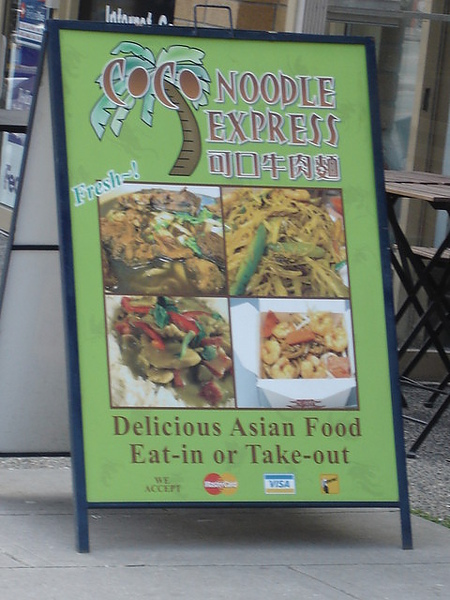 Internet C
COCO NOODLE
EXPRESS
可口牛肉麵
Fresh~!
Delicious Asian Food
Eat-in or Take-out
WE
ACCEPT
MasterCard
VISA